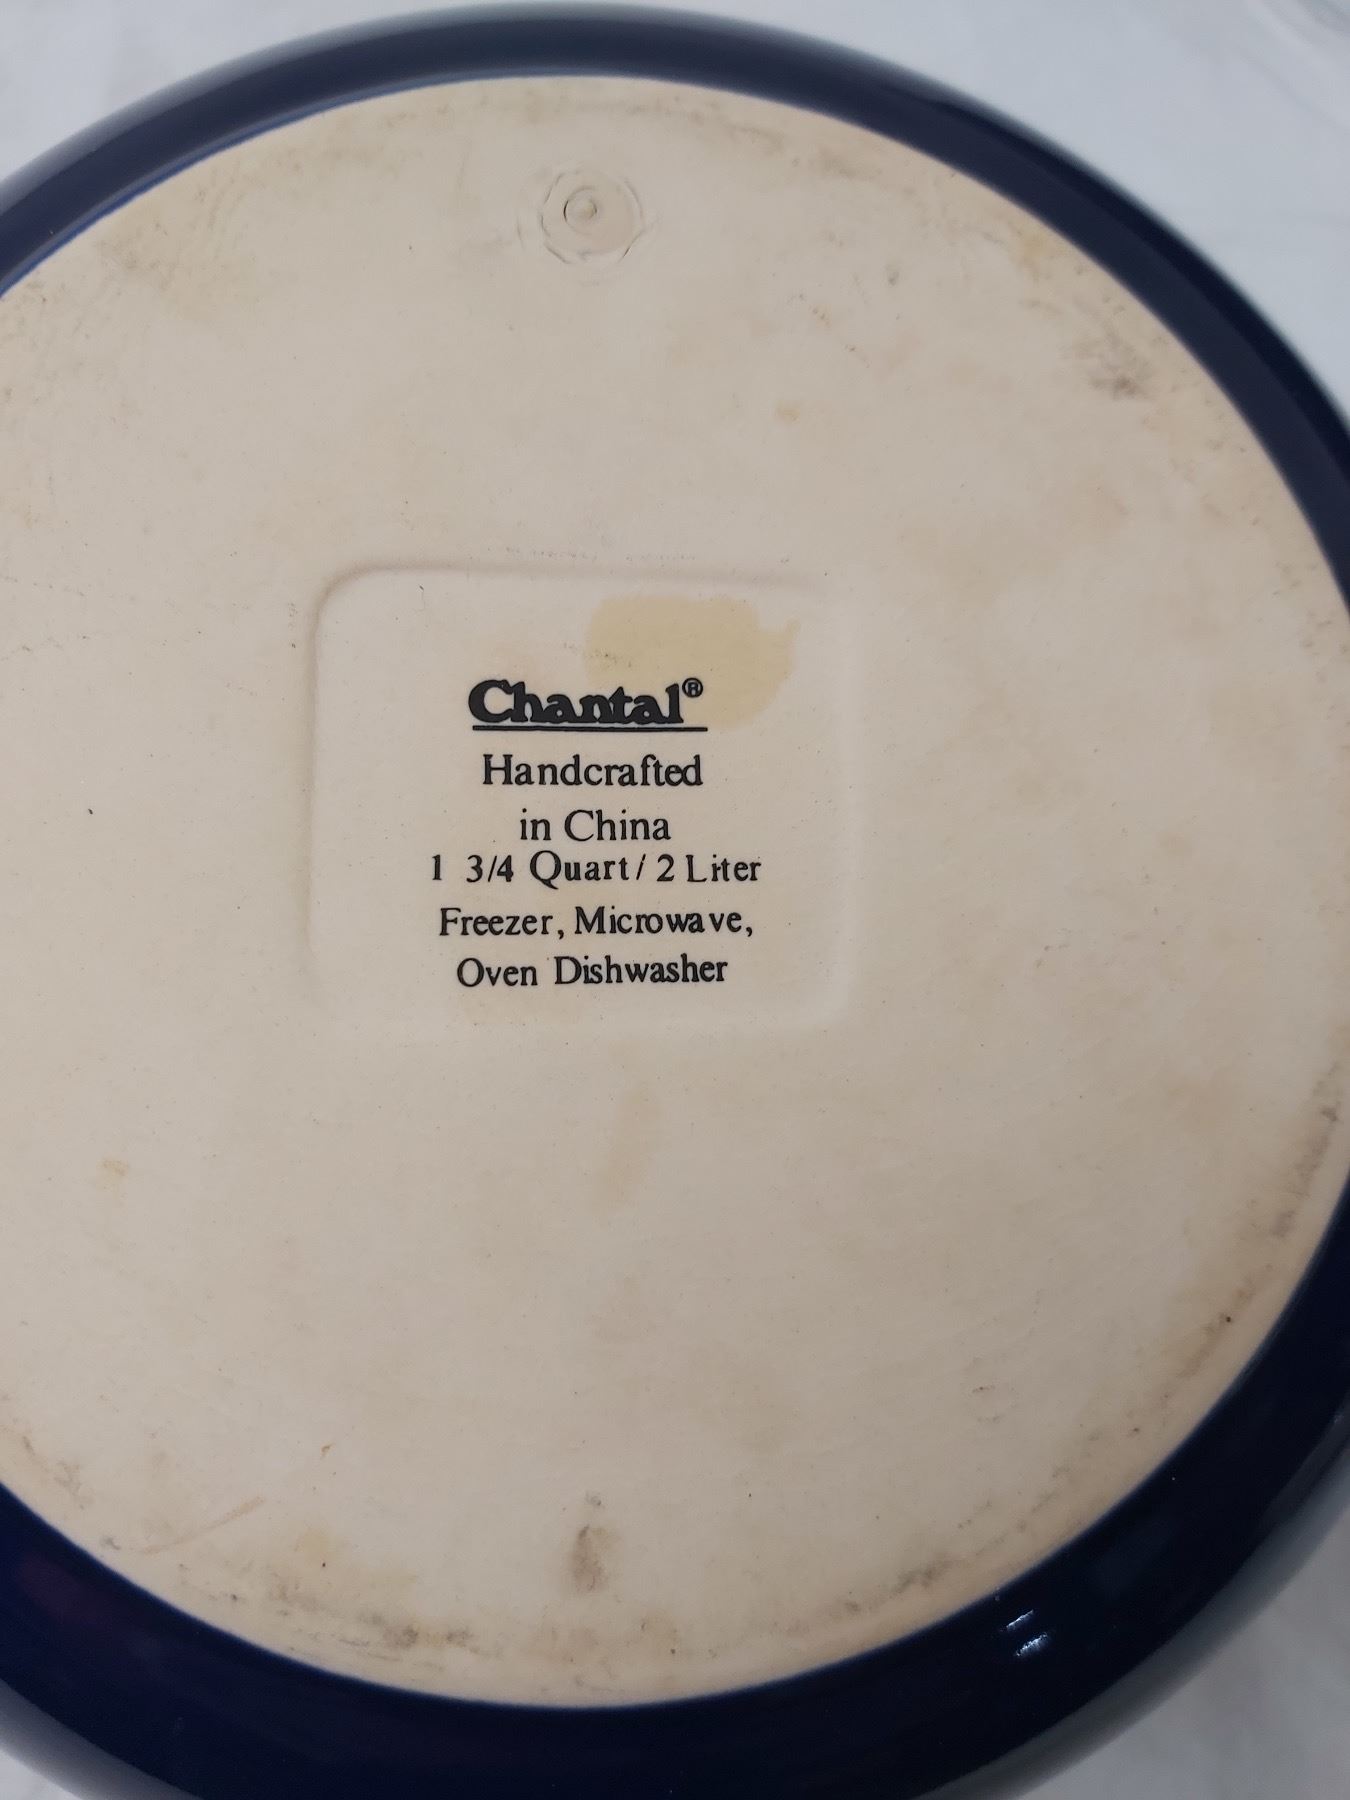 Chantal®
Handcrafted
in China
1 3/4 Quart/ 2 Liter
Freezer, Microwave,
Oven Dishwasher